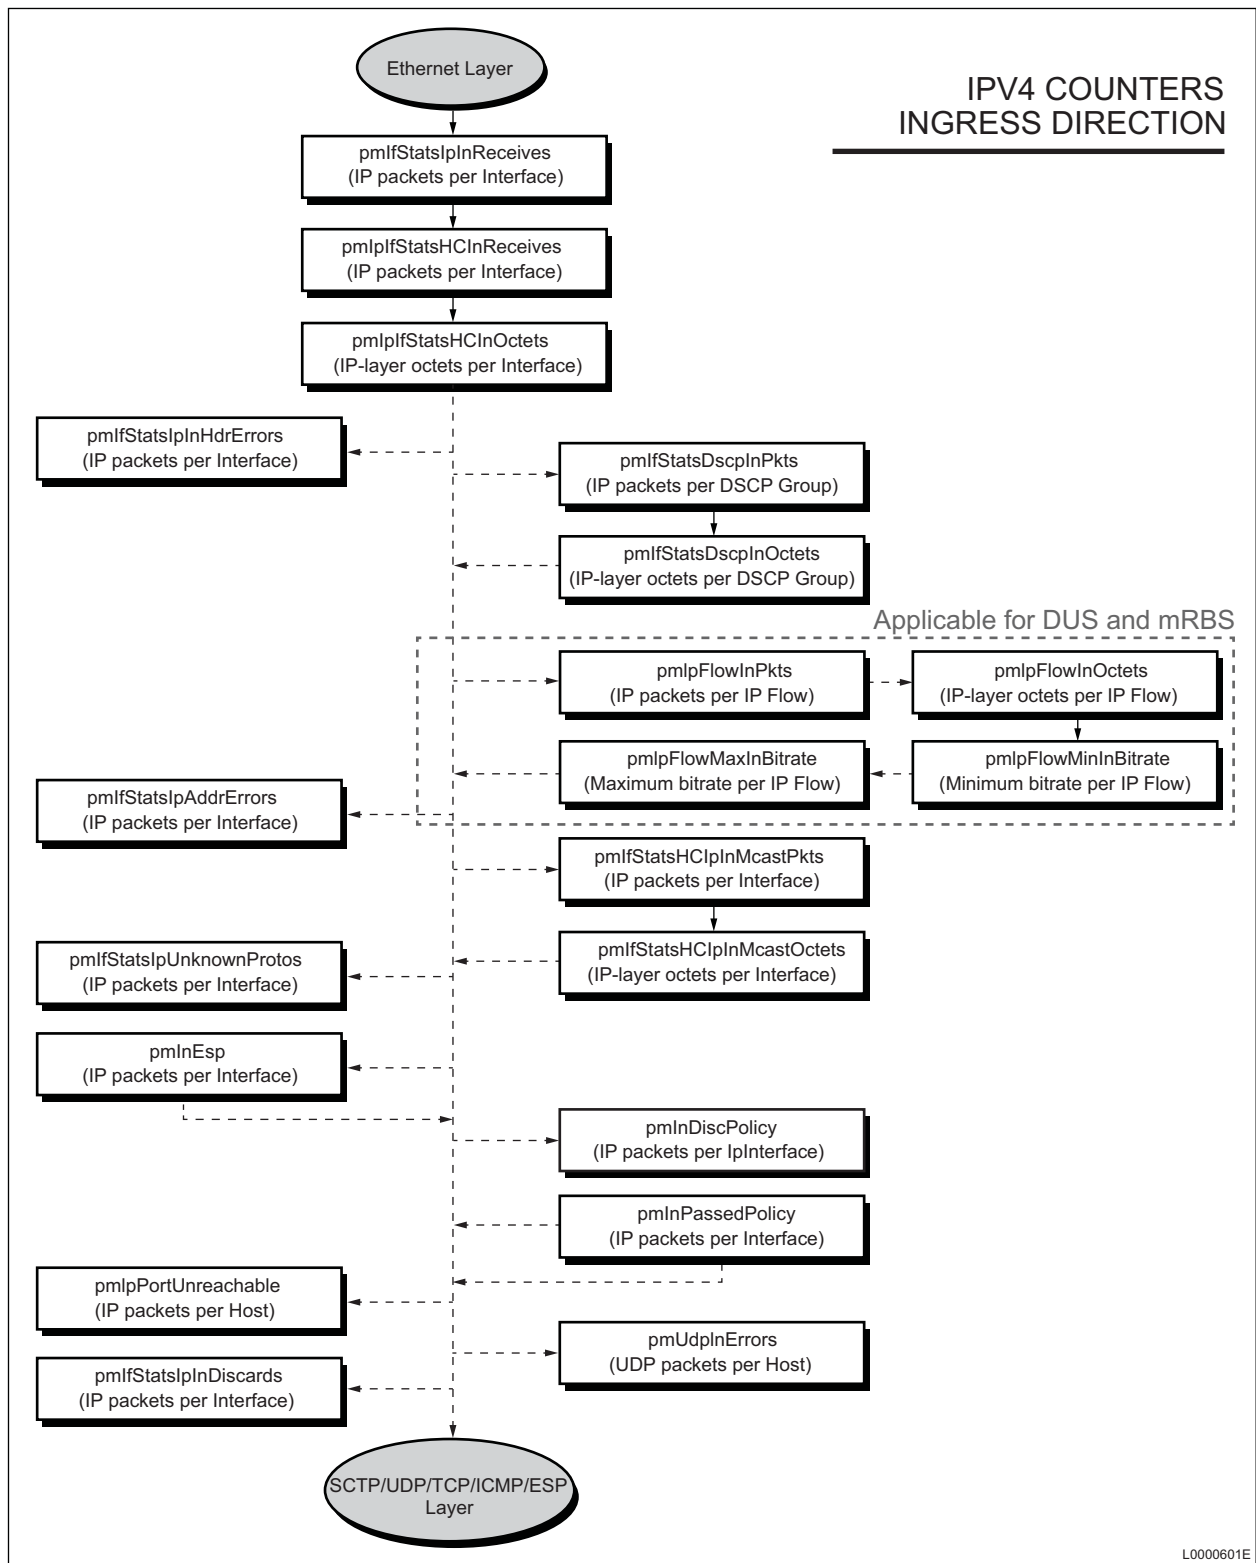 Ethernet Layer
IPV4 COUNTERS
INGRESS DIRECTION
pmIfStatsIpInReceives
(IP packets per Interface)
pmIpIfStatsHCInReceives
(IP packets per Interface)
pmIpIfStatsHCInOctets
(IP-layer octets per Interface)
pmIfStatsIpInHdrErrors
(IP packets per Interface)
pmIfStatsDscpInPkts
(IP packets per DSCP Group)
pmIfStatsDscpInOctets
(IP-layer octets per DSCP Group)
Applicable for DUS and mRBS
pmIpFlowInPkts
(IP packets per IP Flow)
pmIpFlowInOctets
(IP-layer octets per IP Flow)
pmIpFlowMaxInBitrate
(Maximum bitrate per IP Flow)
pmIpFlowMinInBitrate
(Minimum bitrate per IP Flow)
pmIfStatsIpAddrErrors
(IP packets per Interface)
pmIfStatsHCIpInMcastPkts
(IP packets per Interface)
pmIfStatsHCIpInMcastOctets
(IP-layer octets per Interface)
pmIfStatsIpUnknownProtos
(IP packets per Interface)
pmInEsp
(IP packets per Interface)
pmInDiscPolicy
(IP packets per IpInterface)
pmInPassedPolicy
(IP packets per Interface)
pmIpPortUnreachable
(IP packets per Host)
pmUdpInErrors
(UDP packets per Host)
pmIfStatsIpInDiscards
(IP packets per Interface)
SCTP/UDP/TCP/ICMP/ESP
Layer
L0000601E